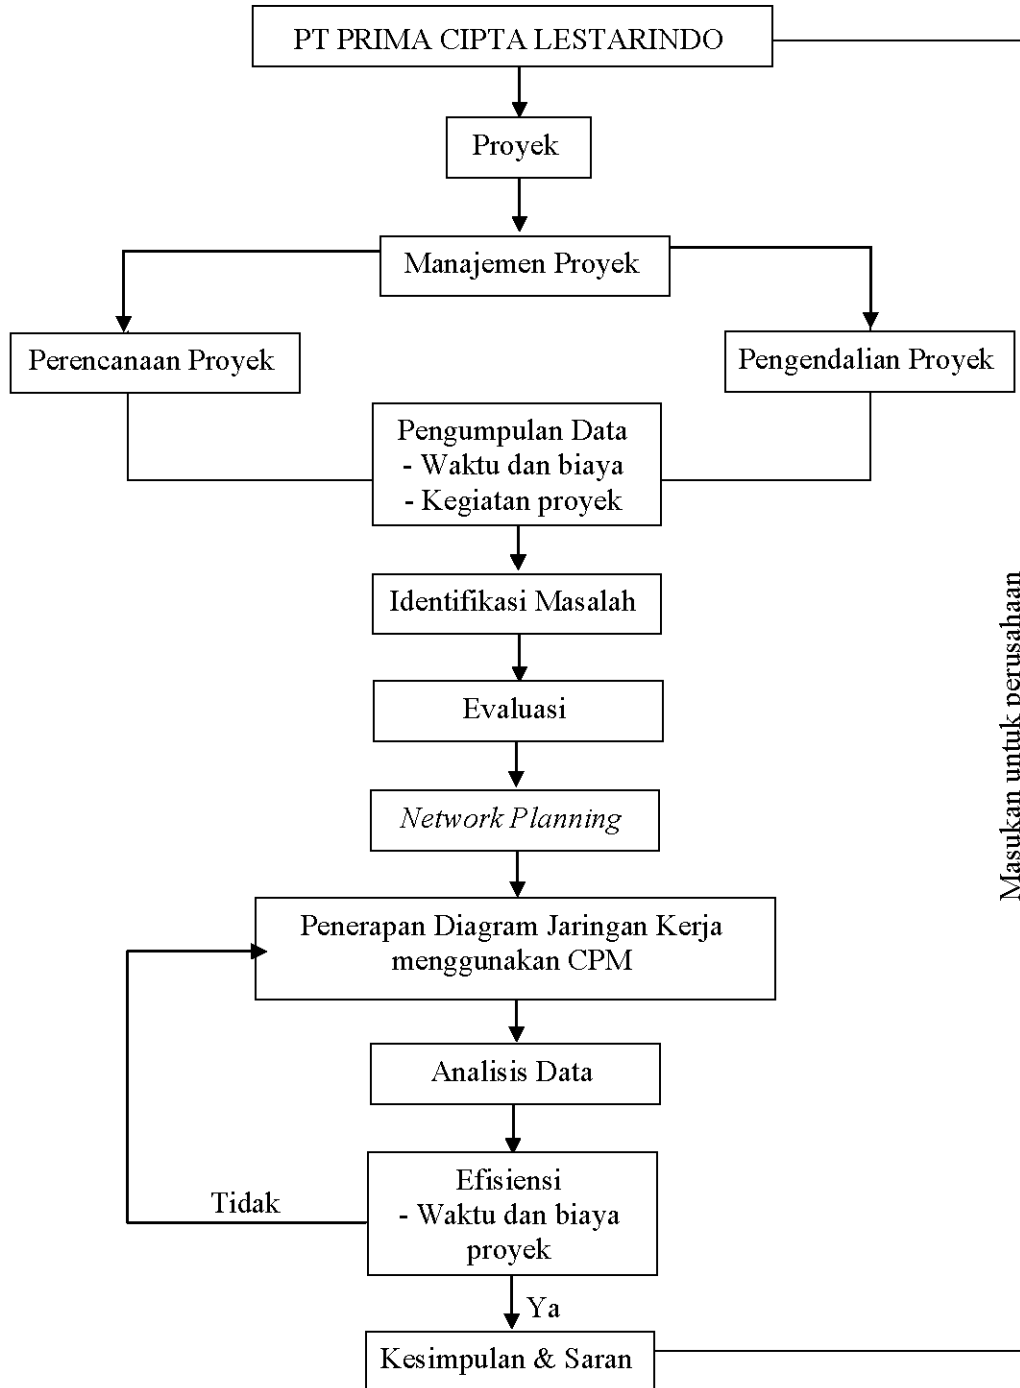 PT PRIMA CIPTA LESTARINDO
Proyek
Manajemen Proyek
Perencanaan Proyek
Pengendalian Proyek
Pengumpulan Data
- Waktu dan biaya
- Kegiatan proyek
Identifikasi Masalah
Evaluasi
Network Planning
Penerapan Diagram Jaringan Kerja
menggunakan CPM
Analisis Data
Efisiensi
- Waktu dan biaya
proyek
Tidak
Ya
Kesimpulan & Saran
Masukan untuk perusahaan